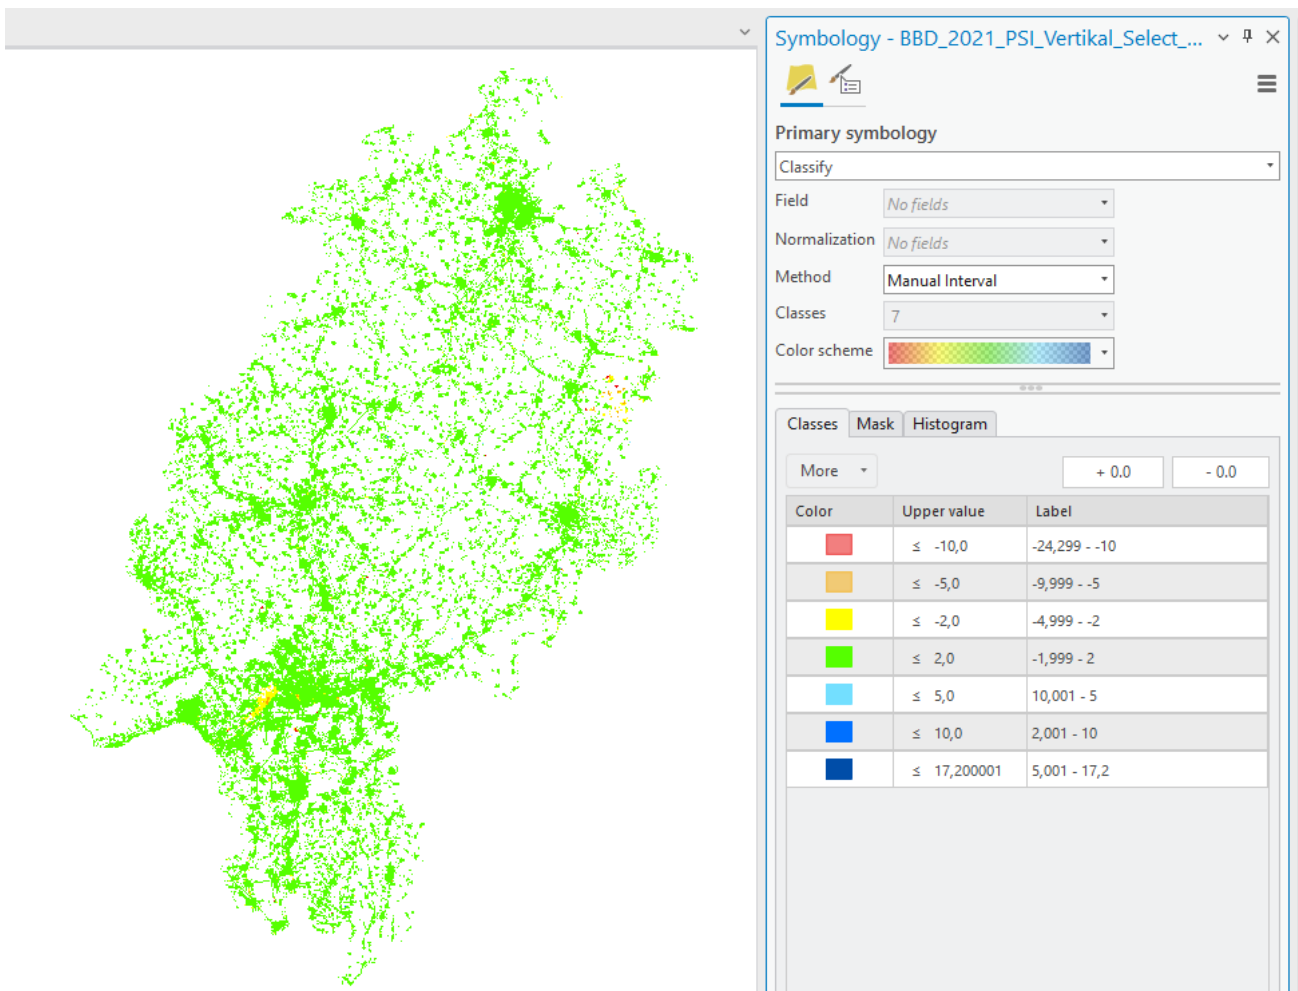 Symbology - BBD_2021_PSI_Vertikal_Select_...
Primary symbology
Classify
Field No fields
Normalization No fields
Method Manual Interval
Classes 7
Color scheme
Classes Mask Histogram
More + 0.0 - 0.0
Color Upper value Label
≤ -10,0 -24,299 - -10
≤ -5,0 -9,999 - -5
≤ -2,0 -4,999 - -2
≤ 2,0 -1,999 - 2
≤ 5,0 10,001 - 5
≤ 10,0 2,001 - 10
≤ 17,200001 5,001 - 17,2